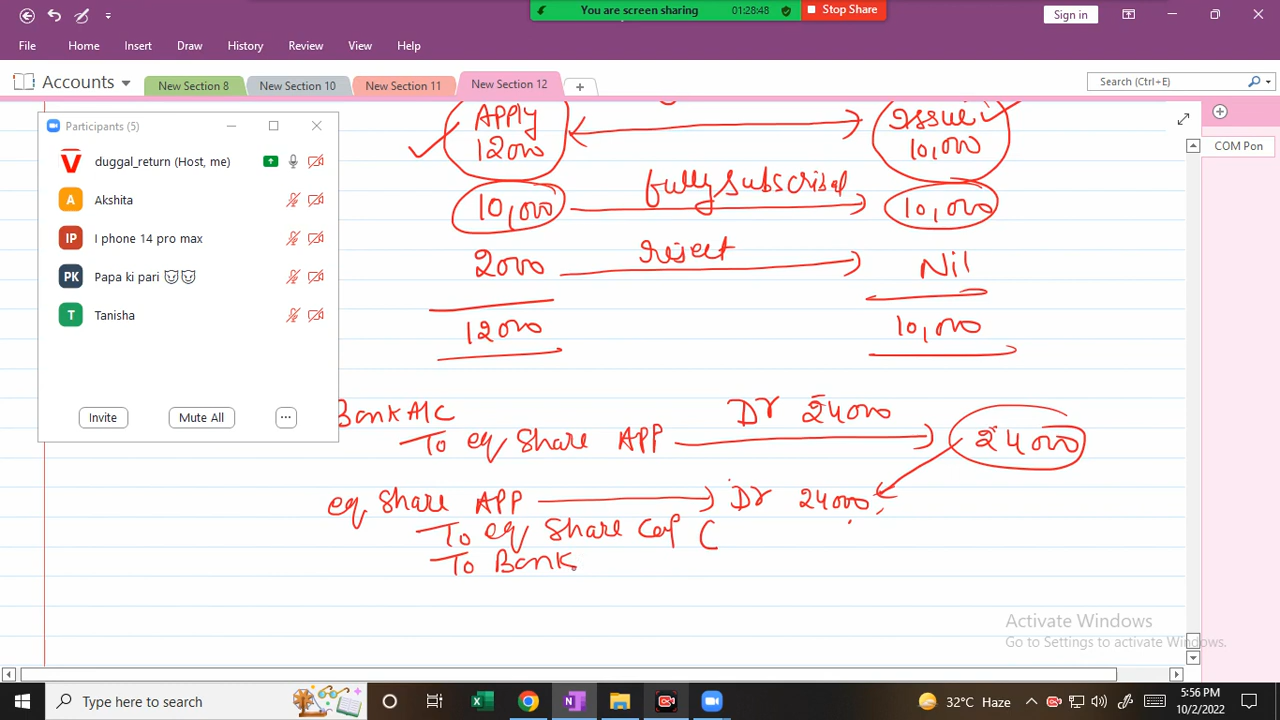 You are screen sharing
01:28:48
Stop Share
Sign in
File
Home
Insert
Draw
History
Review
View
Help
Accounts
New Section 8
New Section 10
New Section 11
New Section 12
Search (Ctrl+E)
COM Pon
Participants (5)
duggal_return (Host, me)
A
Akshita
IP
I phone 14 pro max
PK
Papa ki pari 🐱🐱
T
Tanisha
Invite
Mute All
Apply
Issue
12000
10,000
10,000
fully subscribed
10,000
2000
reject
Nil
12000
10,000
Bank A/C
Dr 24000
To eq share APP
24000
eq share APP
Dr 24000
To eq share Cap (
To Bank
Activate Windows
Go to Settings to activate Windows.
Type here to search
32°C Haze
5:56 PM
10/2/2022